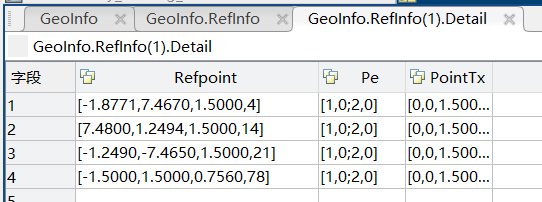 GeoInfo GeoInfo.RefInfo GeoInfo.RefInfo(1).Detail
GeoInfo.RefInfo(1).Detail
字段 Refpoint Pe PointTx
1 [-1.8771,7.4670,1.5000,4] [1,0;2,0] [0,0,1.500...
2 [7.4800,1.2494,1.5000,14] [1,0;2,0] [0,0,1.500...
3 [-1.2490,-7.4650,1.5000,21] [1,0;2,0] [0,0,1.500...
4 [-1.5000,1.5000,0.7560,78] [1,0;2,0] [0,0,1.500...